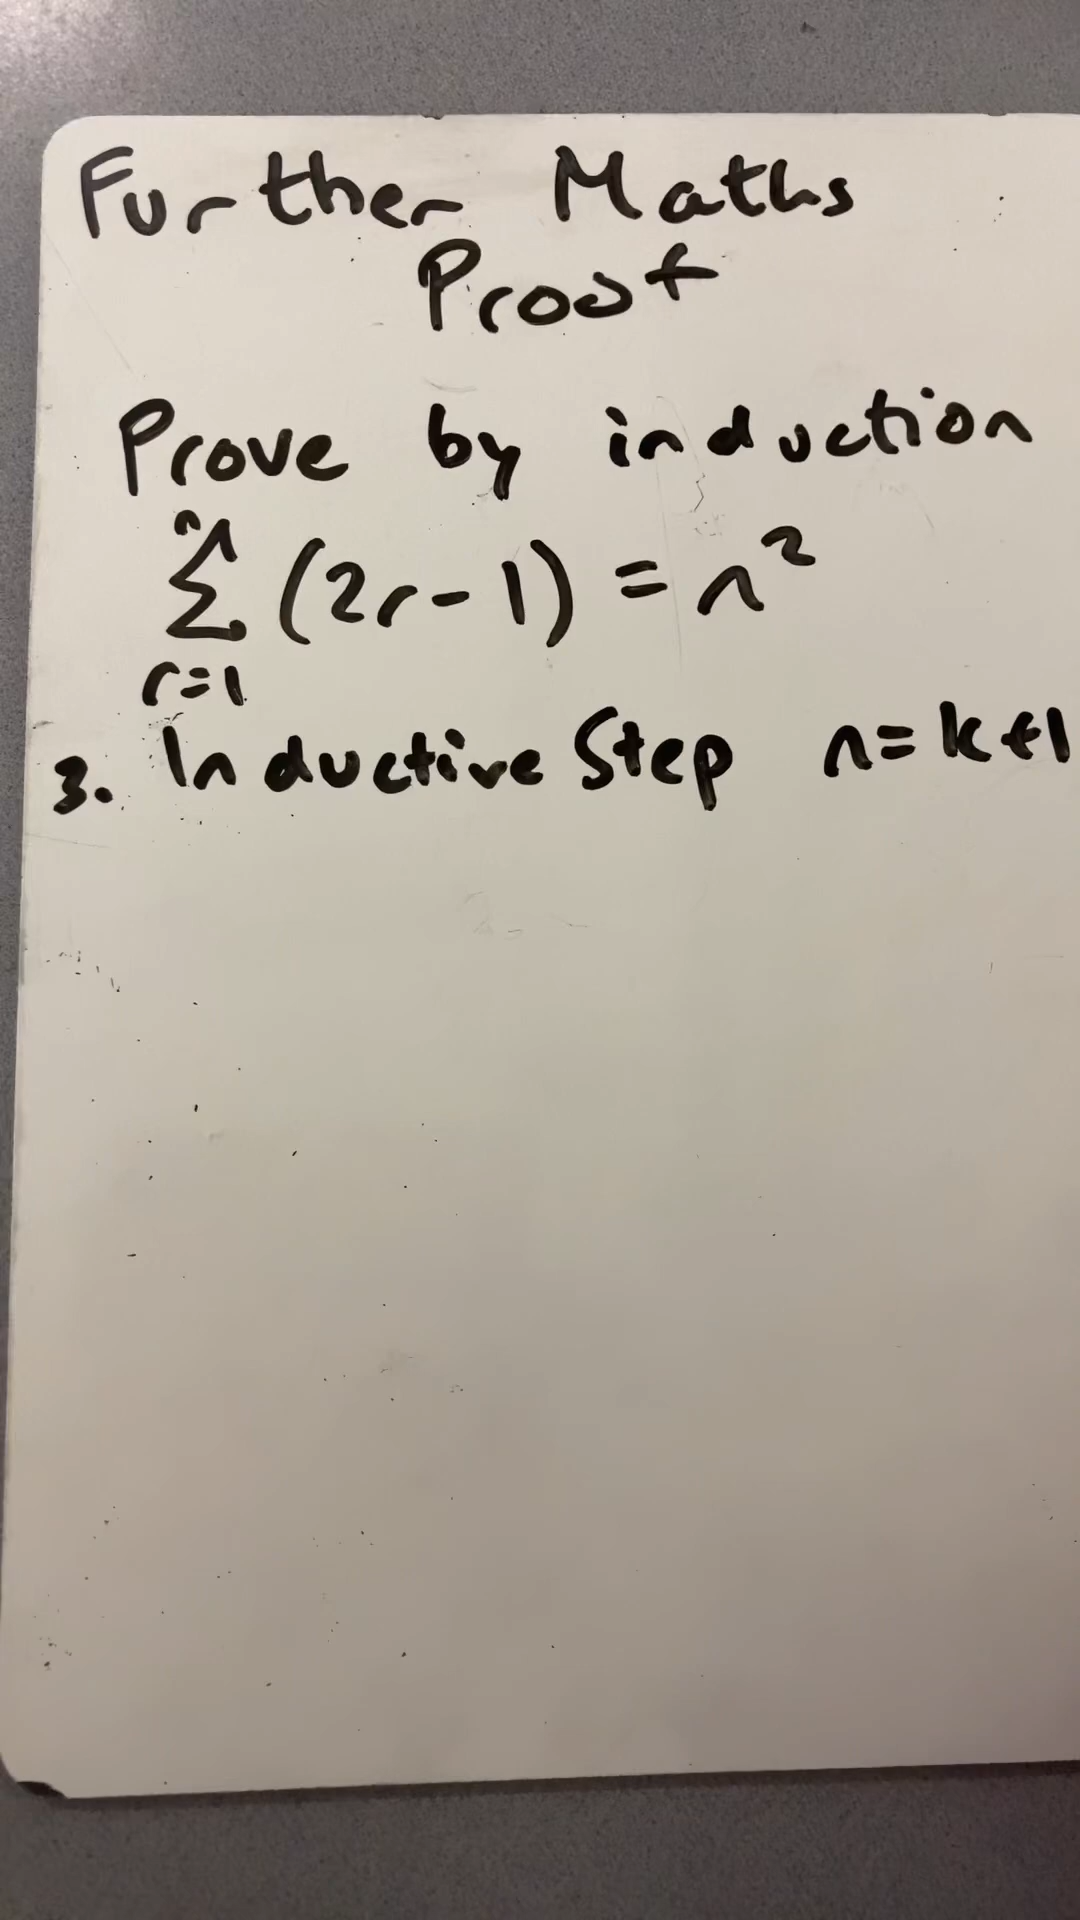 Further Maths
Proof
Prove by induction
n
Σ (2r-1) = n²
r=1
3. Inductive Step n=k+1